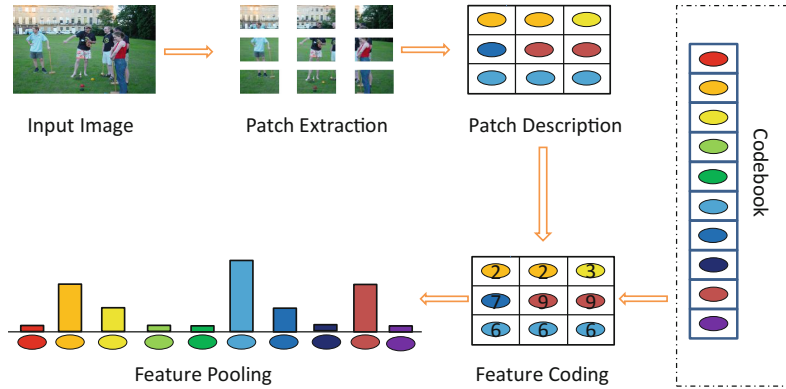 Input Image
Patch Extraction
Patch Description
Codebook
2 2 3
7 9 9
6 6 6
Feature Pooling
Feature Coding